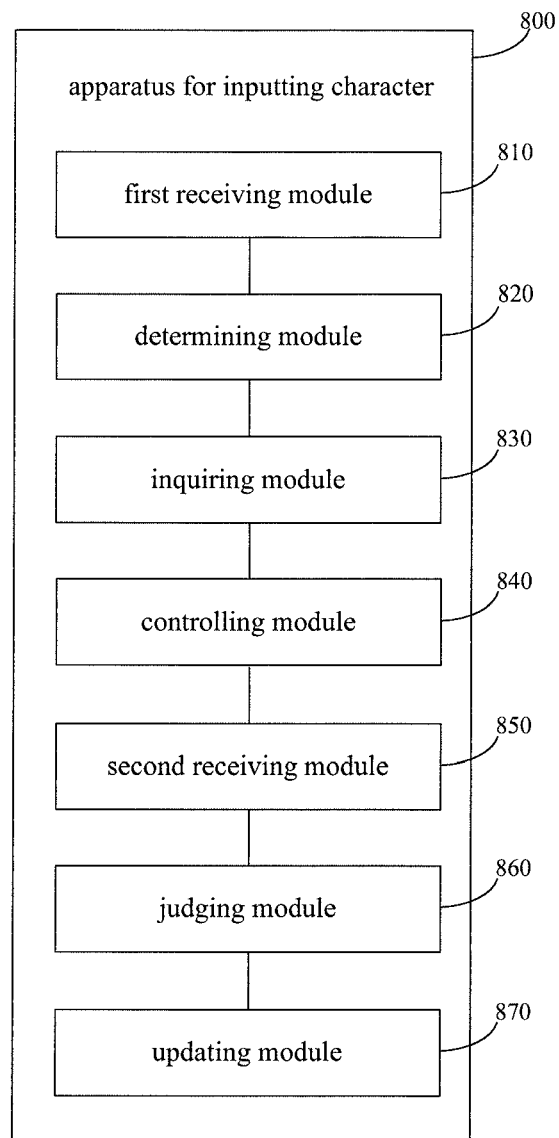 800
apparatus for inputting character
810
first receiving module
820
determining module
830
inquiring module
840
controlling module
850
second receiving module
860
judging module
870
updating module